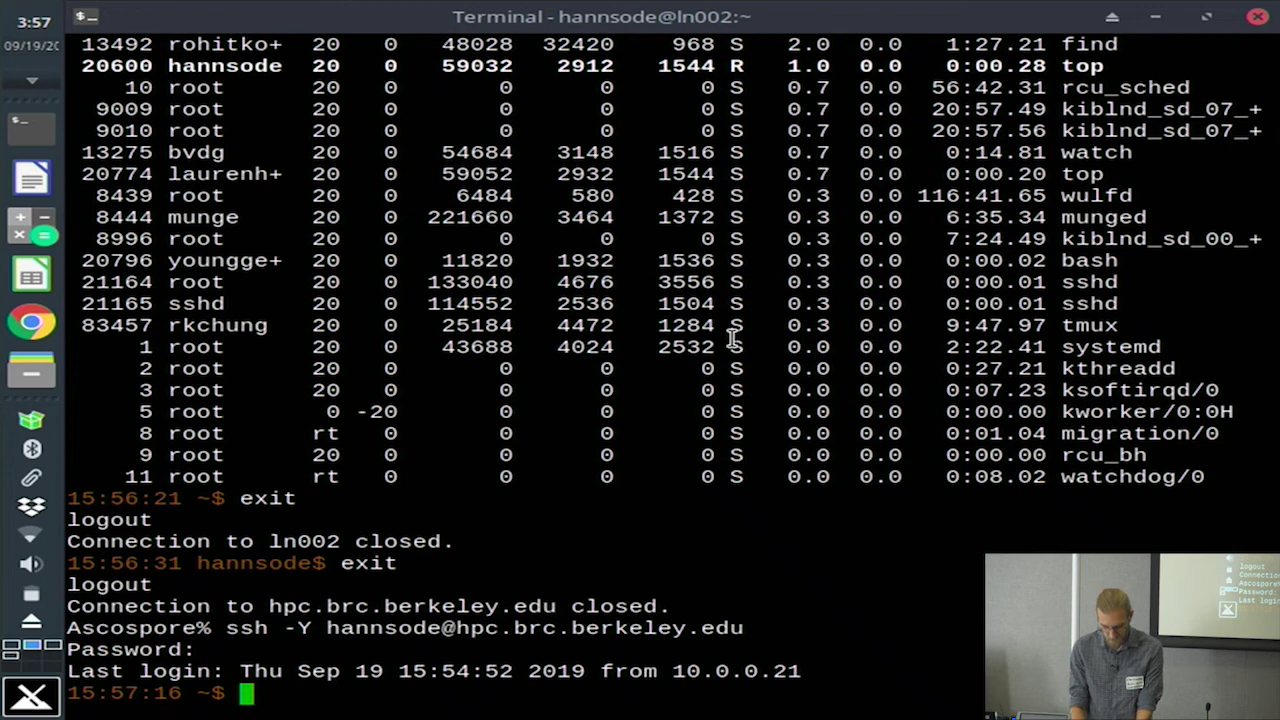 3:57
09/19/20
Terminal - hannsode@ln002:~
13492 rohitko+ 20 0 48028 32420 968 S 2.0 0.0 1:27.21 find
20600 hannsode 20 0 59032 2912 1544 R 1.0 0.0 0:00.28 top
10 root 20 0 0 0 0 S 0.7 0.0 56:42.31 rcu_sched
9009 root 20 0 0 0 0 S 0.7 0.0 20:57.49 kiblnd_sd_07_+
9010 root 20 0 0 0 0 S 0.7 0.0 20:57.56 kiblnd_sd_07_+
13275 bvdg 20 0 54684 3148 1516 S 0.7 0.0 0:14.81 watch
20774 laurenh+ 20 0 59052 2932 1544 S 0.7 0.0 0:00.20 top
8439 root 20 0 6484 580 428 S 0.3 0.0 116:41.65 wulfd
8444 munge 20 0 221660 3464 1372 S 0.3 0.0 6:35.34 munged
8996 root 20 0 0 0 0 S 0.3 0.0 7:24.49 kiblnd_sd_00_+
20796 youngge+ 20 0 11820 1932 1536 S 0.3 0.0 0:00.02 bash
21164 root 20 0 133040 4676 3556 S 0.3 0.0 0:00.01 sshd
21165 sshd 20 0 114552 2536 1504 S 0.3 0.0 0:00.01 sshd
83457 rkchung 20 0 25184 4472 1284 S 0.3 0.0 9:47.97 tmux
1 root 20 0 43688 4024 2532 S 0.0 0.0 2:22.41 systemd
2 root 20 0 0 0 0 S 0.0 0.0 0:27.21 kthreadd
3 root 20 0 0 0 0 S 0.0 0.0 0:07.23 ksoftirqd/0
5 root 0 -20 0 0 0 S 0.0 0.0 0:00.00 kworker/0:0H
8 root rt 0 0 0 0 S 0.0 0.0 0:01.04 migration/0
9 root 20 0 0 0 0 S 0.0 0.0 0:00.00 rcu_bh
11 root rt 0 0 0 0 S 0.0 0.0 0:08.02 watchdog/0
15:56:21 ~$ exit
logout
Connection to ln002 closed.
15:56:31 hannsode$ exit
logout
Connection to hpc.brc.berkeley.edu closed.
Ascospore% ssh -Y hannsode@hpc.brc.berkeley.edu
Password:
Last login: Thu Sep 19 15:54:52 2019 from 10.0.0.21
15:57:16 ~$
logout
Connectio
Password:
Last login